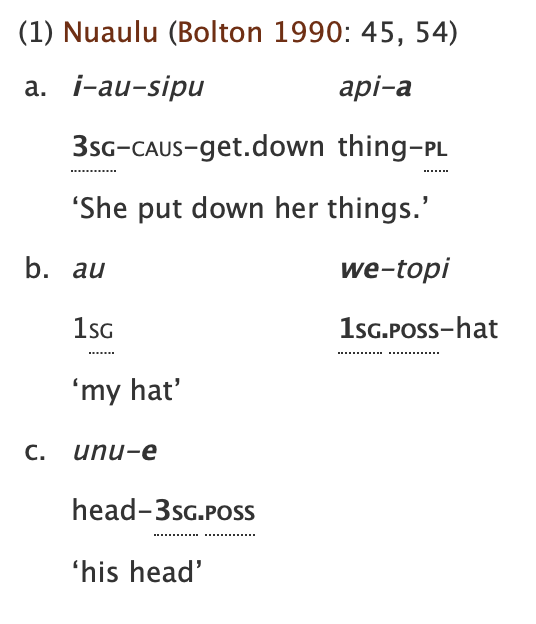 (1) Nuaulu (Bolton 1990: 45, 54)
a. i–au–sipu api–a
3SG–CAUS–get.down thing–PL
‘She put down her things.’
b. au we–topi
1SG 1SG.POSS–hat
‘my hat’
c. unu–e
head–3SG.POSS
‘his head’